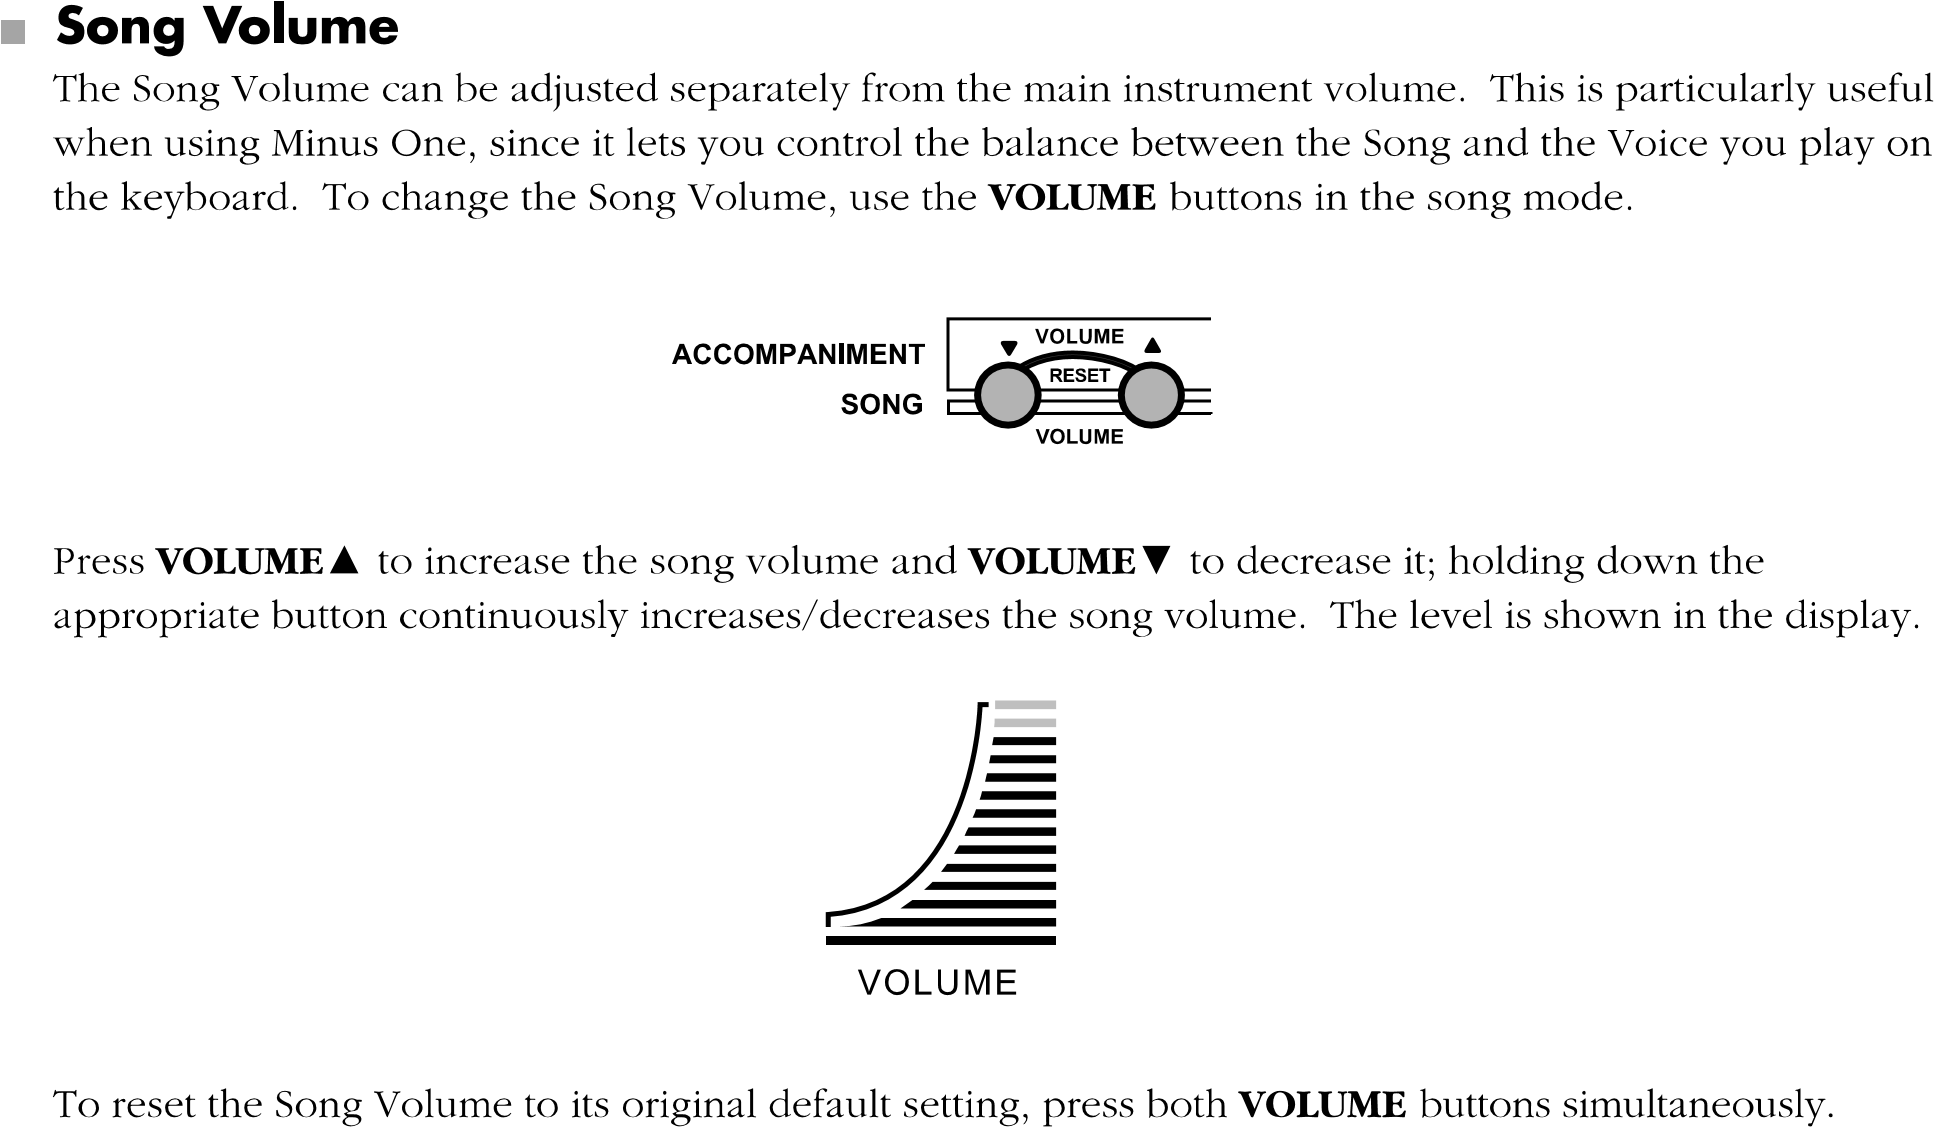 Song Volume
The Song Volume can be adjusted separately from the main instrument volume.  This is particularly useful
when using Minus One, since it lets you control the balance between the Song and the Voice you play on
the keyboard.  To change the Song Volume, use the VOLUME buttons in the song mode.
VOLUME
ACCOMPANIMENT
RESET
SONG
VOLUME
Press VOLUME▲ to increase the song volume and VOLUME▼ to decrease it; holding down the
appropriate button continuously increases/decreases the song volume.  The level is shown in the display.
VOLUME
To reset the Song Volume to its original default setting, press both VOLUME buttons simultaneously.